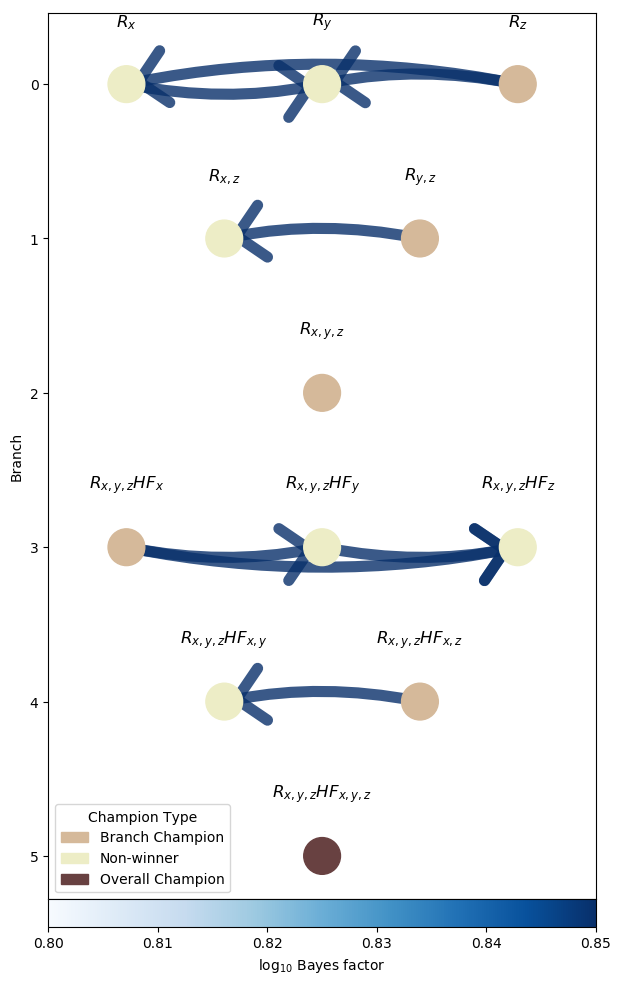 R_x R_y R_z
0
R_{x,z} R_{y,z}
1
R_{x,y,z}
2
Branch
R_{x,y,z}HF_x R_{x,y,z}HF_y R_{x,y,z}HF_z
3
R_{x,y,z}HF_{x,y} R_{x,y,z}HF_{x,z}
4
R_{x,y,z}HF_{x,y,z}
Champion Type
Branch Champion
Non-winner
Overall Champion
5
0.80 0.81 0.82 0.83 0.84 0.85
log₁₀ Bayes factor